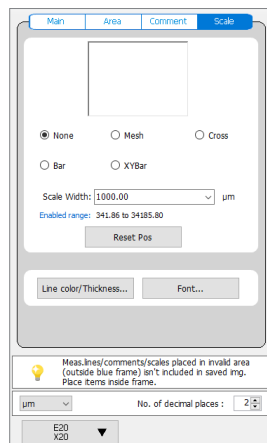 Main Area Comment Scale
None Mesh Cross
Bar XYBar
Scale Width: 1000.00 µm
Enabled range: 341.86 to 34185.80
Reset Pos
Line color/Thickness... Font...
Meas.lines/comments/scales placed in invalid area
(outside blue frame) isn't included in saved img.
Place items inside frame.
µm No. of decimal places : 2
E20
X20